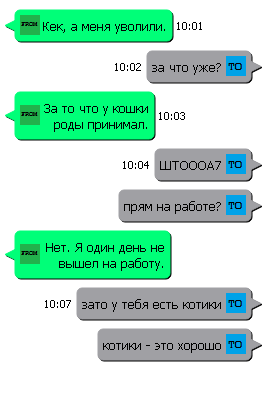 FROM Кек, а меня уволили. 10:01
10:02 за что уже? TO
За то что у кошки
FROM роды принимал. 10:03
10:04 ШТОООА7 TO
прям на работе? TO
FROM Нет. Я один день не
вышел на работу.
10:07 зато у тебя есть котики TO
котики - это хорошо TO